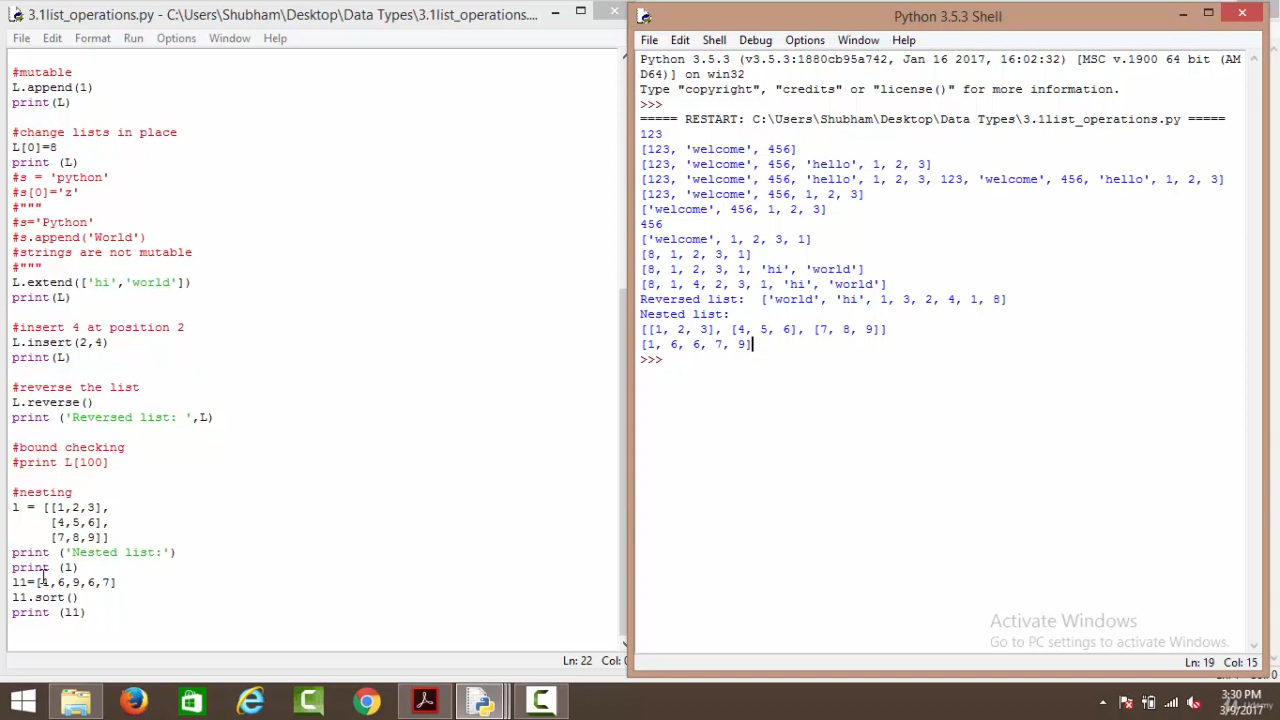 3.1list_operations.py - C:\Users\Shubham\Desktop\Data Types\3.1list_operations.py....
File Edit Format Run Options Window Help
#mutable
L.append(1)
print(L)
#change lists in place
L[0]=8
print (L)
#s = 'python'
#s[0]='z'
#"""
#s='Python'
#s.append('World')
#strings are not mutable
#"""
L.extend(['hi','world'])
print(L)
#insert 4 at position 2
L.insert(2,4)
print(L)
#reverse the list
L.reverse()
print ('Reversed list: ',L)
#bound checking
#print L[100]
#nesting
l = [[1,2,3],
[4,5,6],
[7,8,9]]
print ('Nested list:')
print (l)
l1=[1,6,9,6,7]
l1.sort()
print (l1)
Ln: 22 Col:
Python 3.5.3 Shell
File Edit Shell Debug Options Window Help
Python 3.5.3 (v3.5.3:1880cb95a742, Jan 16 2017, 16:02:32) [MSC v.1900 64 bit (AM
D64)] on win32
Type "copyright", "credits" or "license()" for more information.
>>>
===== RESTART: C:\Users\Shubham\Desktop\Data Types\3.1list_operations.py =====
123
[123, 'welcome', 456]
[123, 'welcome', 456, 'hello', 1, 2, 3]
[123, 'welcome', 456, 'hello', 1, 2, 3, 123, 'welcome', 456, 'hello', 1, 2, 3]
[123, 'welcome', 456, 1, 2, 3]
['welcome', 456, 1, 2, 3]
456
['welcome', 1, 2, 3, 1]
[8, 1, 2, 3, 1]
[8, 1, 2, 3, 1, 'hi', 'world']
[8, 1, 4, 2, 3, 1, 'hi', 'world']
Reversed list:  ['world', 'hi', 1, 3, 2, 4, 1, 8]
Nested list:
[[1, 2, 3], [4, 5, 6], [7, 8, 9]]
[1, 6, 6, 7, 9]
>>>
Activate Windows
Go to PC settings to activate Windows.
Ln: 19 Col: 15
3:30 PM
3/9/2017
Udemy